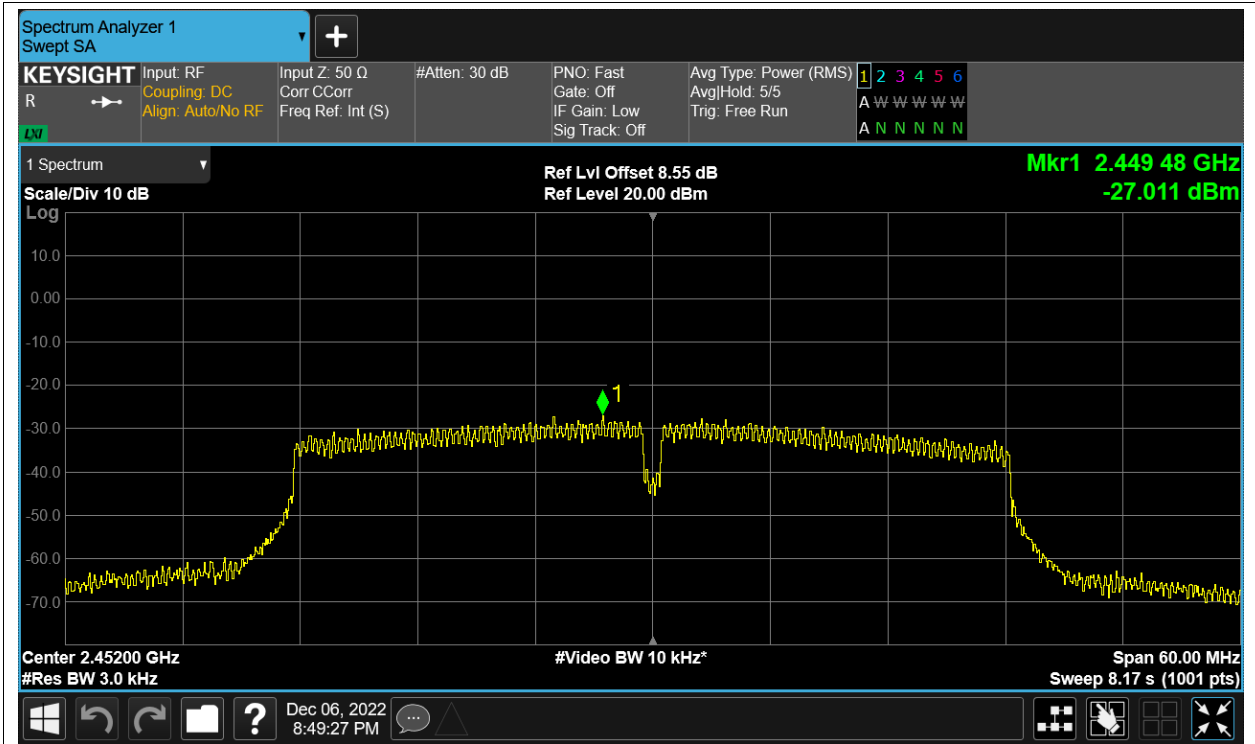 Spectrum Analyzer 1
Swept SA
KEYSIGHT
R
LXI
Input: RF
Coupling: DC
Align: Auto/No RF
Input Z: 50 Ω
Corr CCorr
Freq Ref: Int (S)
#Atten: 30 dB
PNO: Fast
Gate: Off
IF Gain: Low
Sig Track: Off
Avg Type: Power (RMS)
Avg|Hold: 5/5
Trig: Free Run
1 2 3 4 5 6
A W W W W W
A N N N N N
1 Spectrum
Scale/Div 10 dB
Log
Ref Lvl Offset 8.55 dB
Ref Level 20.00 dBm
Mkr1 2.449 48 GHz
-27.011 dBm
10.0
0.00
-10.0
-20.0
-30.0
-40.0
-50.0
-60.0
-70.0
1
Center 2.45200 GHz
#Res BW 3.0 kHz
#Video BW 10 kHz*
Span 60.00 MHz
Sweep 8.17 s (1001 pts)
?
Dec 06, 2022
8:49:27 PM